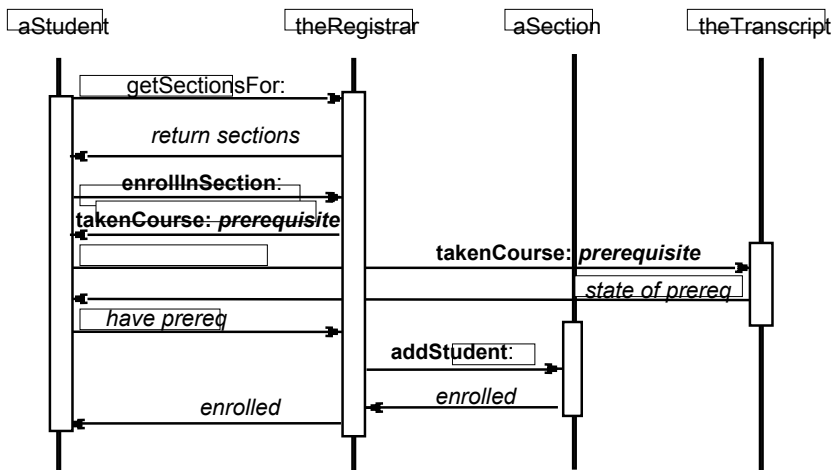 aStudent theRegistrar aSection theTranscript
getSectionsFor:
return sections
enrollInSection:
takenCourse: prerequisite
takenCourse: prerequisite
state of prereq
have prereq
addStudent:
enrolled
enrolled